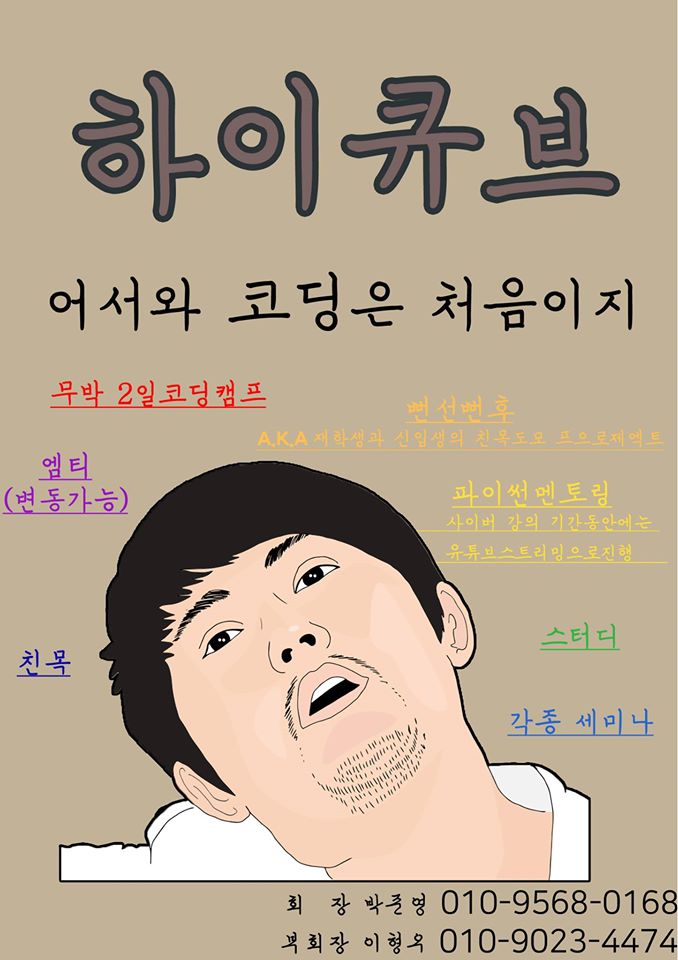 하이큐브
어서와 코딩은 처음이지
무박 2일코딩캠프
뻔선뻔후
A.K.A 재학생과 신입생의 친목도모 프으로제엑트
엠티
(변동가능)
파이썬멘토링
사이버 강의 기간동안에는
유튜브스트리밍으로진행
스터디
친목
각종 세미나
회 장 박준영 010-9568-0168
부회장 이형우 010-9023-4474